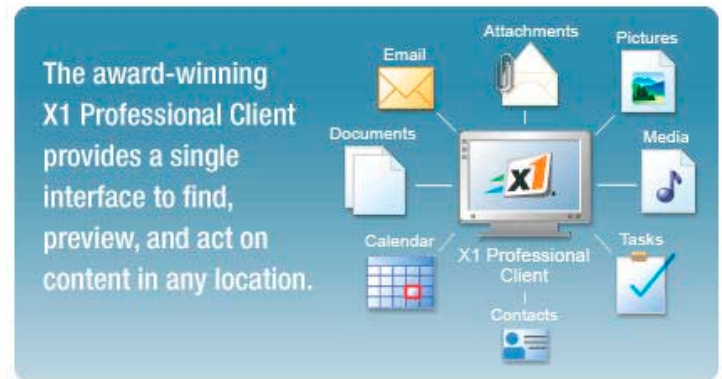 The award-winning
X1 Professional Client
provides a single
interface to find,
preview, and act on
content in any location.
Attachments
Email
Pictures
Documents
Media
X1
Calendar
X1 Professional
Client
Tasks
Contacts